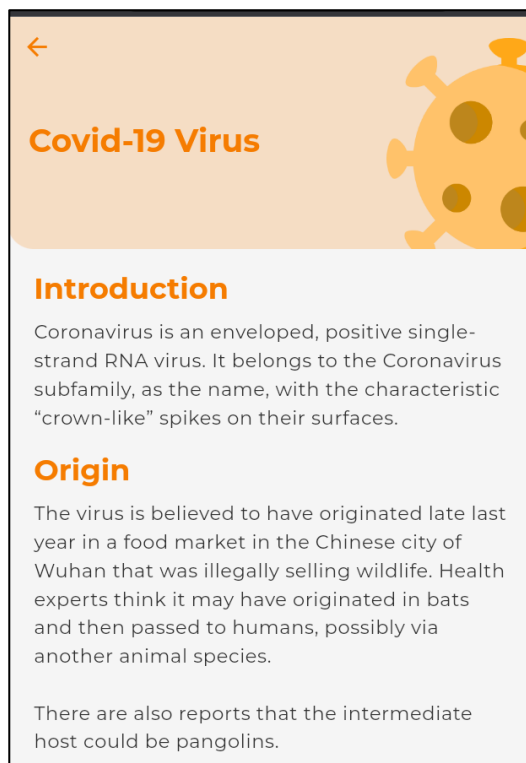 Covid-19 Virus
Introduction
Coronavirus is an enveloped, positive single-
strand RNA virus. It belongs to the Coronavirus
subfamily, as the name, with the characteristic
“crown-like” spikes on their surfaces.
Origin
The virus is believed to have originated late last
year in a food market in the Chinese city of
Wuhan that was illegally selling wildlife. Health
experts think it may have originated in bats
and then passed to humans, possibly via
another animal species.
There are also reports that the intermediate
host could be pangolins.